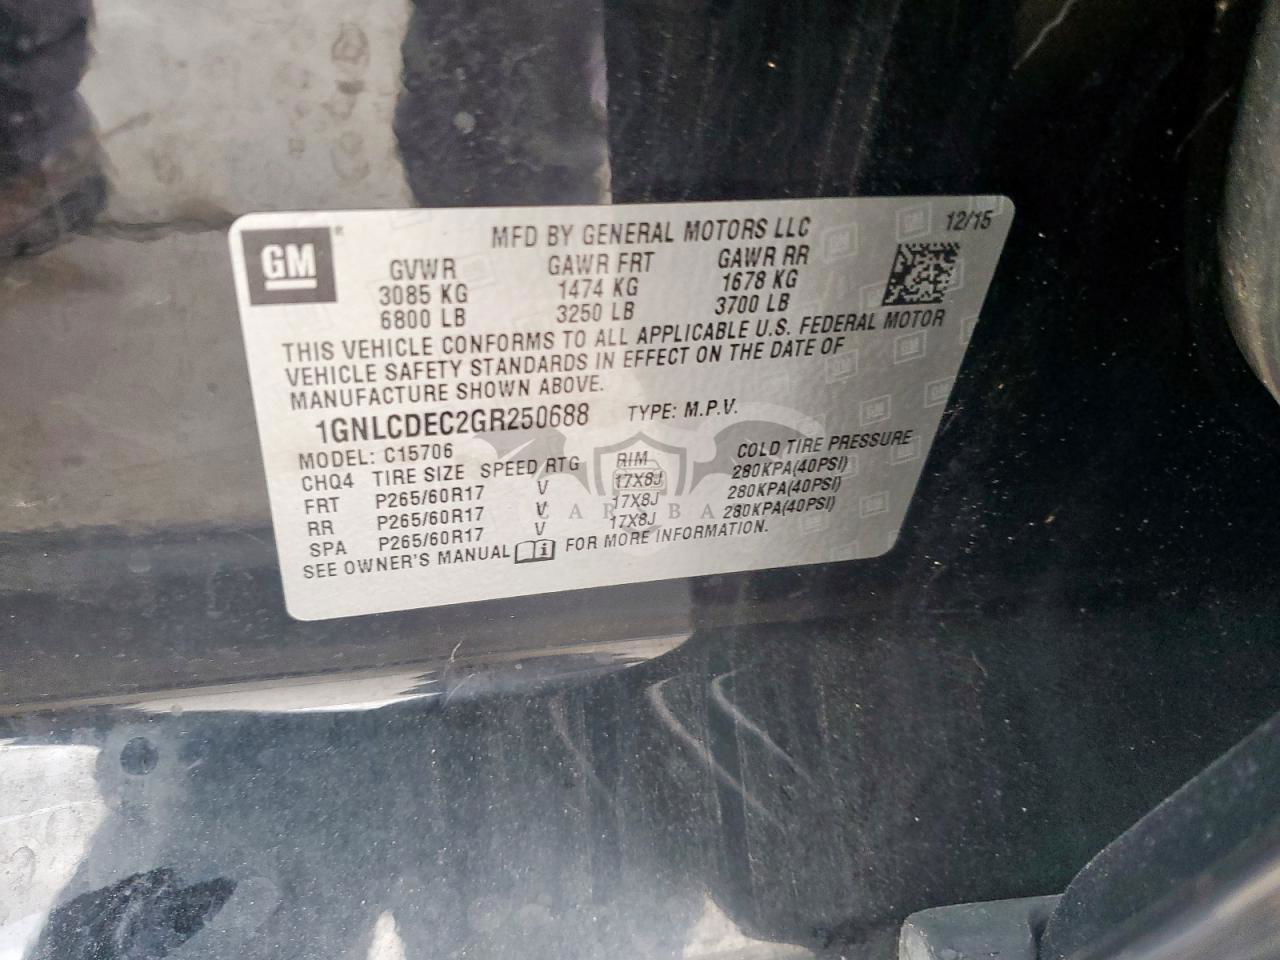 GM
MFD BY GENERAL MOTORS LLC
12/15
GVWR GAWR FRT GAWR RR
3085 KG 1474 KG 1678 KG
6800 LB 3250 LB 3700 LB
THIS VEHICLE CONFORMS TO ALL APPLICABLE U.S. FEDERAL MOTOR
VEHICLE SAFETY STANDARDS IN EFFECT ON THE DATE OF
MANUFACTURE SHOWN ABOVE.
1GNLCDEC2GR250688 TYPE: M.P.V.
MODEL: C15706
CHQ4 TIRE SIZE SPEED RTG RIM COLD TIRE PRESSURE
FRT P265/60R17 V 17X8J 280KPA(40PSI)
RR P265/60R17 V 17X8J 280KPA(40PSI)
SPA P265/60R17 V 17X8J 280KPA(40PSI)
SEE OWNER'S MANUAL FOR MORE INFORMATION.